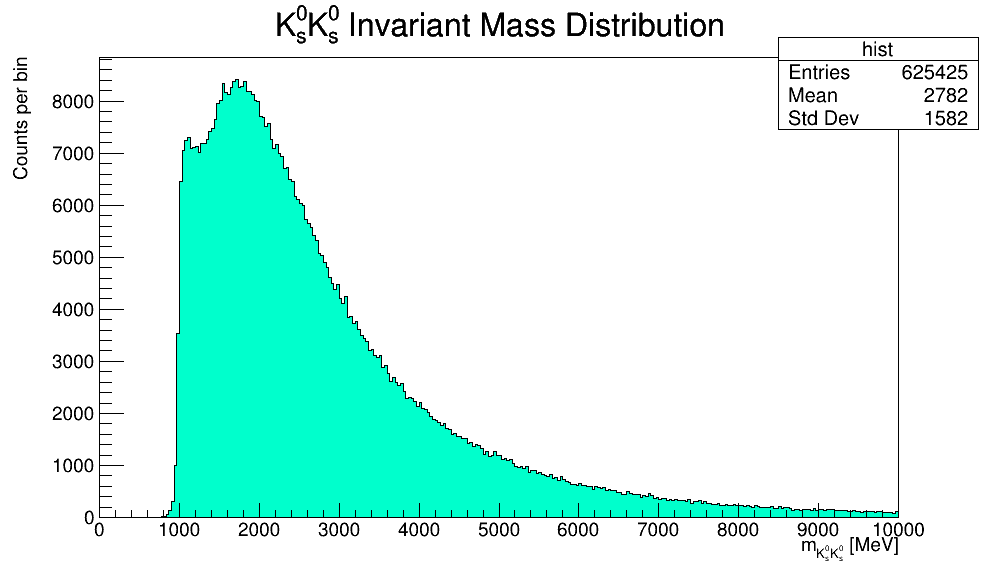 K⁰ₛK⁰ₛ Invariant Mass Distribution
hist
Entries 625425
Mean 2782
Std Dev 1582
Counts per bin
8000
7000
6000
5000
4000
3000
2000
1000
0
0 1000 2000 3000 4000 5000 6000 7000 8000 9000 10000
m_K⁰ₛK⁰ₛ [MeV]